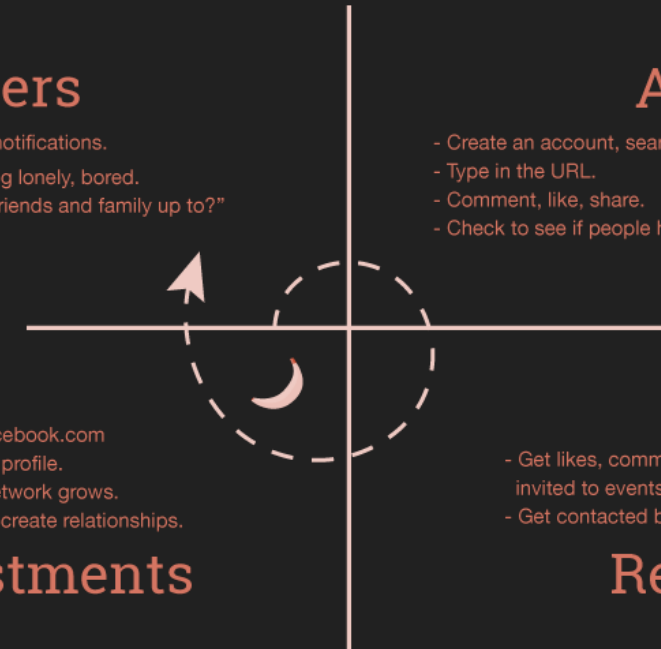 ers
notifications.
g lonely, bored.
riends and family up to?”
A
- Create an account, sear
- Type in the URL.
- Comment, like, share.
- Check to see if people h
cebook.com
profile.
etwork grows.
create relationships.
stments
- Get likes, comm
invited to events
- Get contacted b
Re